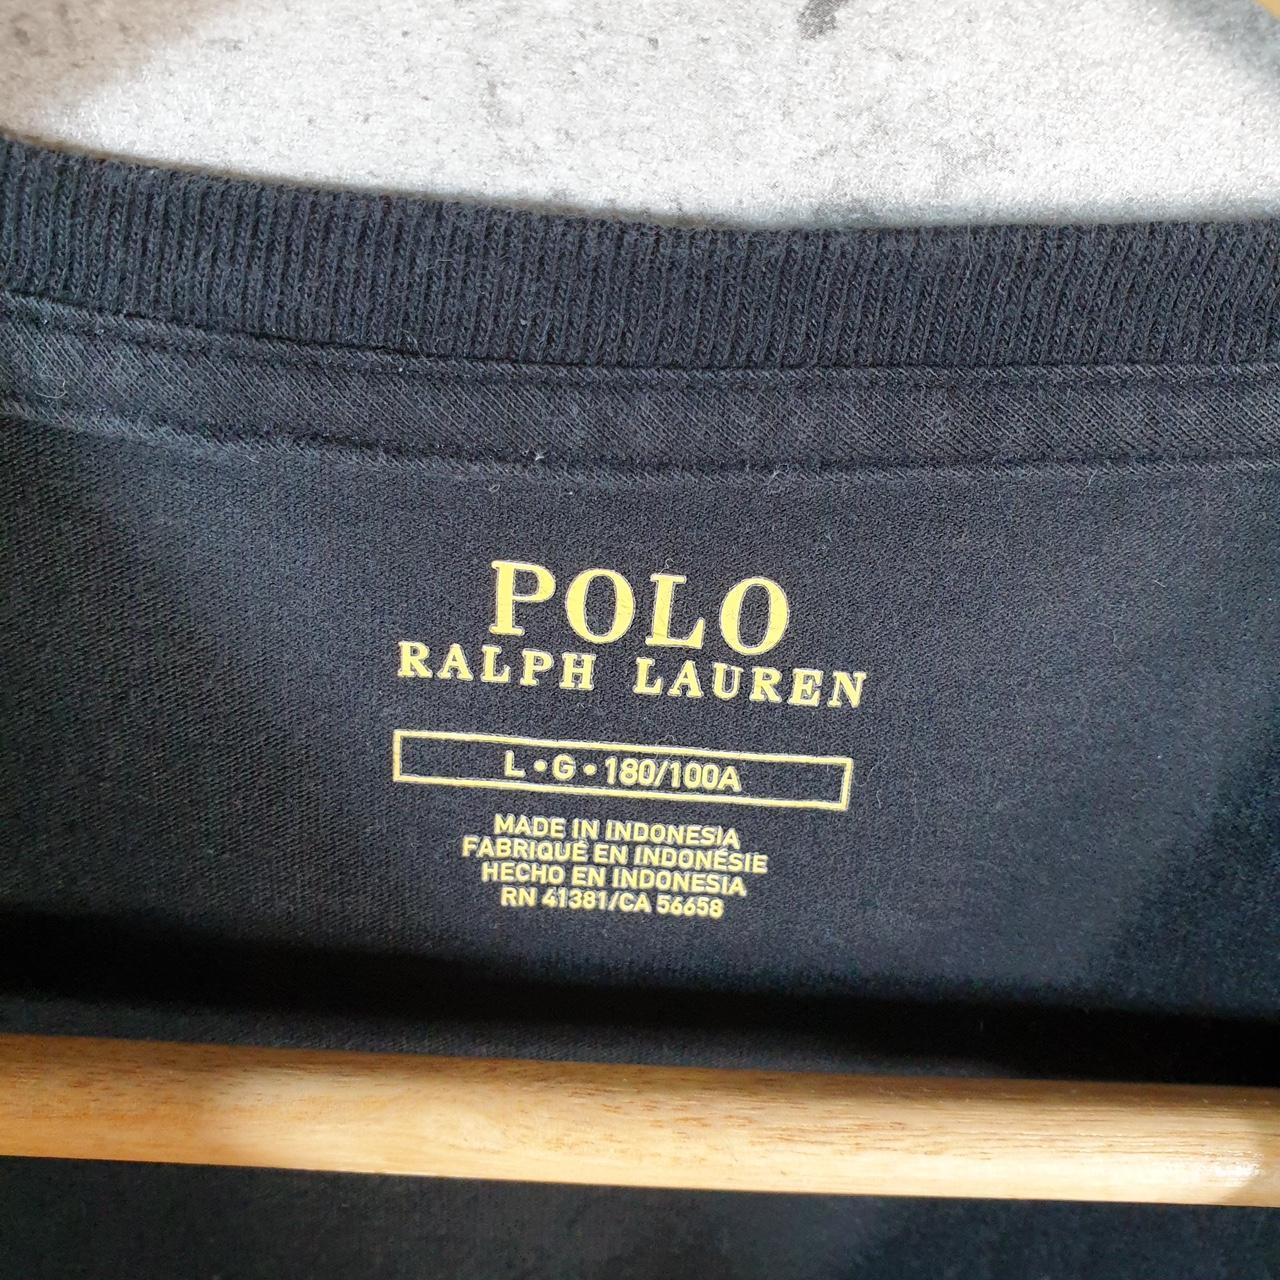 POLO
RALPH LAUREN
L • G • 180/100A
MADE IN INDONESIA
FABRIQUÉ EN INDONÉSIE
HECHO EN INDONESIA
RN 41381/CA 56658